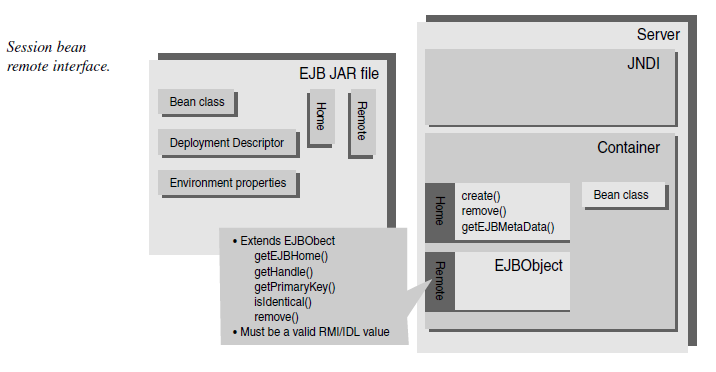 Session bean
remote interface.
EJB JAR file
Bean class
Deployment Descriptor
Environment properties
Home
Remote
Server
JNDI
Container
Home
create()
remove()
getEJBMetaData()
Bean class
Remote
EJBObject
• Extends EJBObect
getEJBHome()
getHandle()
getPrimaryKey()
isIdentical()
remove()
• Must be a valid RMI/IDL value